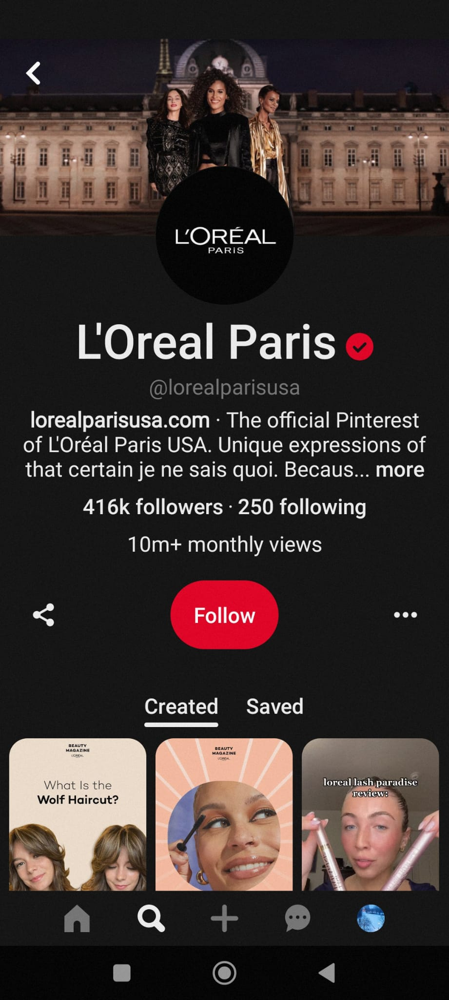 L'ORÉAL
PARiS
L'Oreal Paris
@lorealparisusa
lorealparisusa.com · The official Pinterest
of L'Oréal Paris USA. Unique expressions of
that certain je ne sais quoi. Becaus... more
416k followers · 250 following
10m+ monthly views
Follow
Created Saved
BEAUTY
MAGAZINE
L'ORÉAL
What Is the
Wolf Haircut?
BEAUTY
MAGAZINE
L'ORÉAL
loreal lash paradise
review: